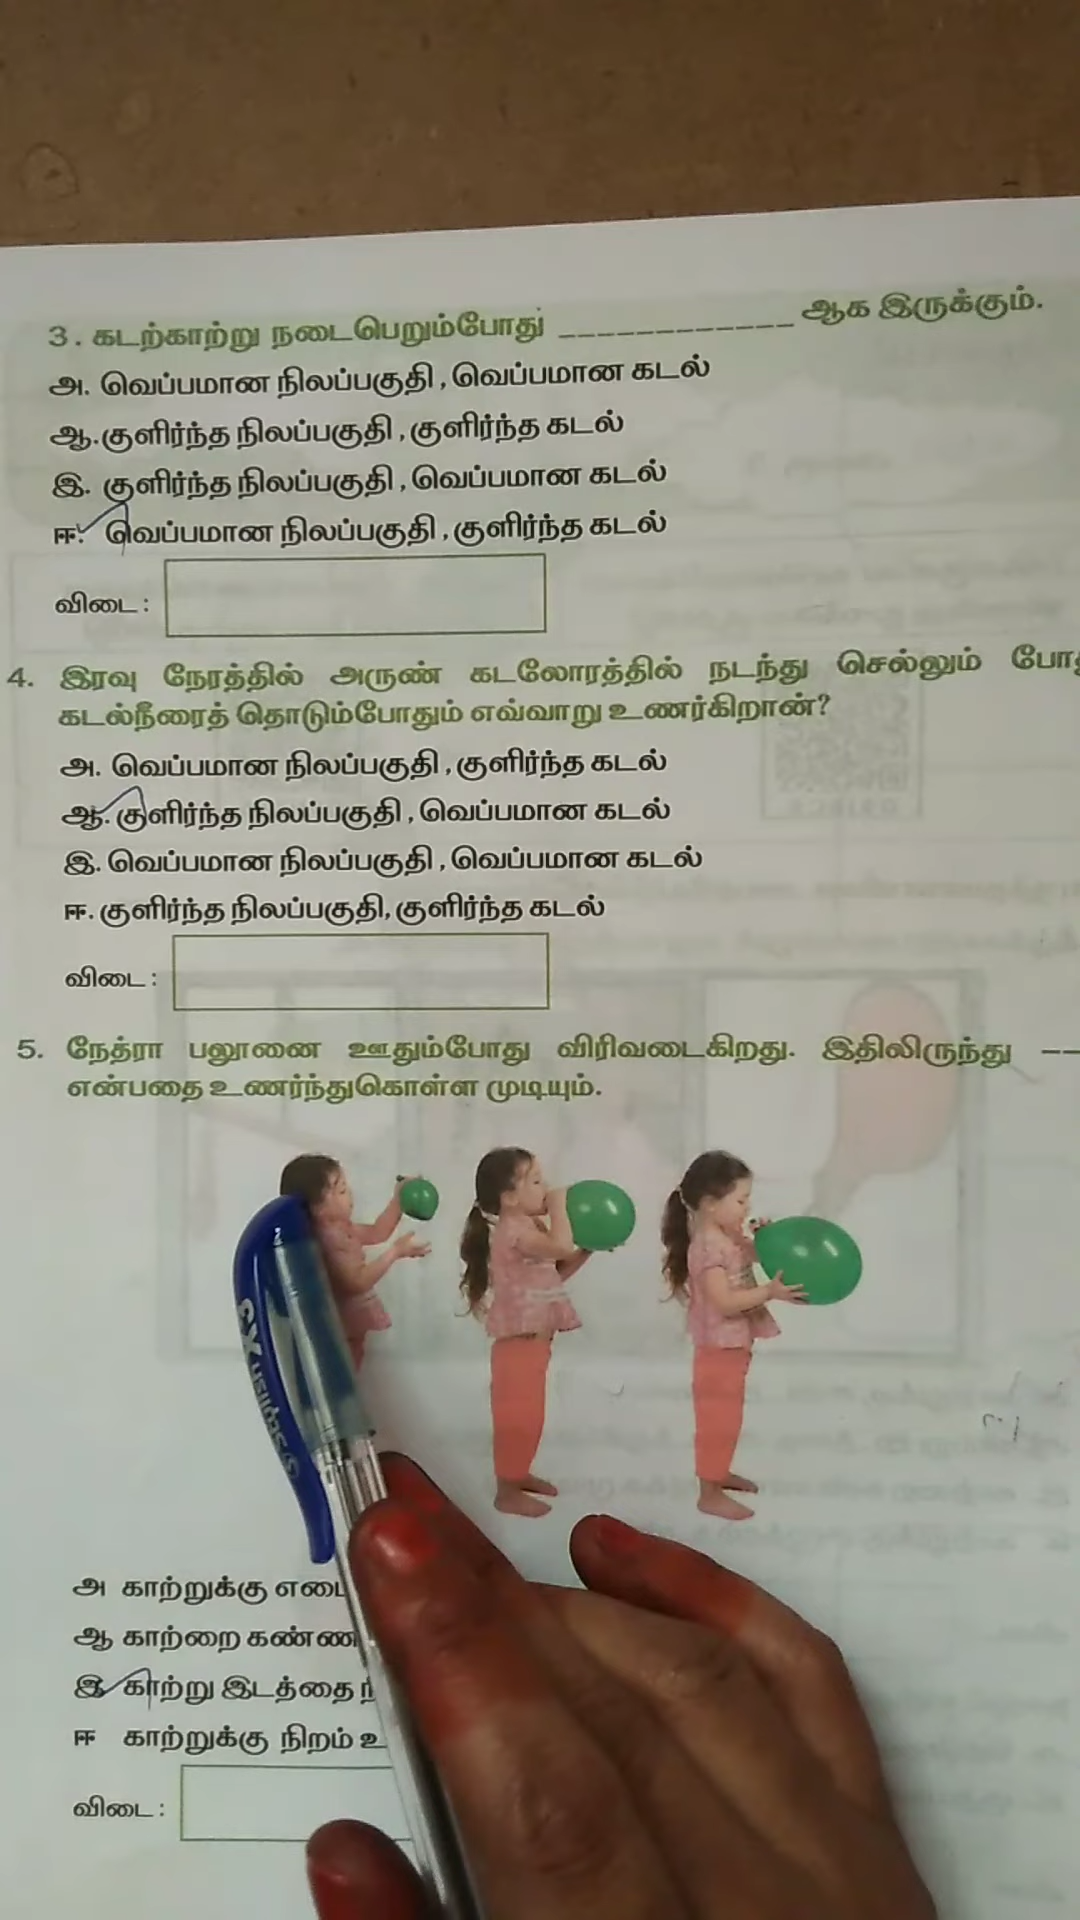 3. கடற்காற்று நடைபெறும்போது ____________ ஆக இருக்கும்.
அ. வெப்பமான நிலப்பகுதி, வெப்பமான கடல்
ஆ. குளிர்ந்த நிலப்பகுதி, குளிர்ந்த கடல்
இ. குளிர்ந்த நிலப்பகுதி, வெப்பமான கடல்
ஈ. வெப்பமான நிலப்பகுதி, குளிர்ந்த கடல்
விடை :
4. இரவு நேரத்தில் அருண் கடலோரத்தில் நடந்து செல்லும்
கடல்நீரைத் தொடும்போதும் எவ்வாறு உணர்கிறான்?
அ. வெப்பமான நிலப்பகுதி, குளிர்ந்த கடல்
ஆ. குளிர்ந்த நிலப்பகுதி, வெப்பமான கடல்
இ. வெப்பமான நிலப்பகுதி, வெப்பமான கடல்
ஈ. குளிர்ந்த நிலப்பகுதி, குளிர்ந்த கடல்
விடை :
5. நேத்ரா பலூனை ஊதும்போது விரிவடைகிறது. இதிலிருந்து __
என்பதை உணர்ந்துகொள்ள முடியும்.
அ காற்றுக்கு
ஆ காற்றை
இ காற்று இடத்தை
ஈ காற்றுக்கு நிறம்
விடை :